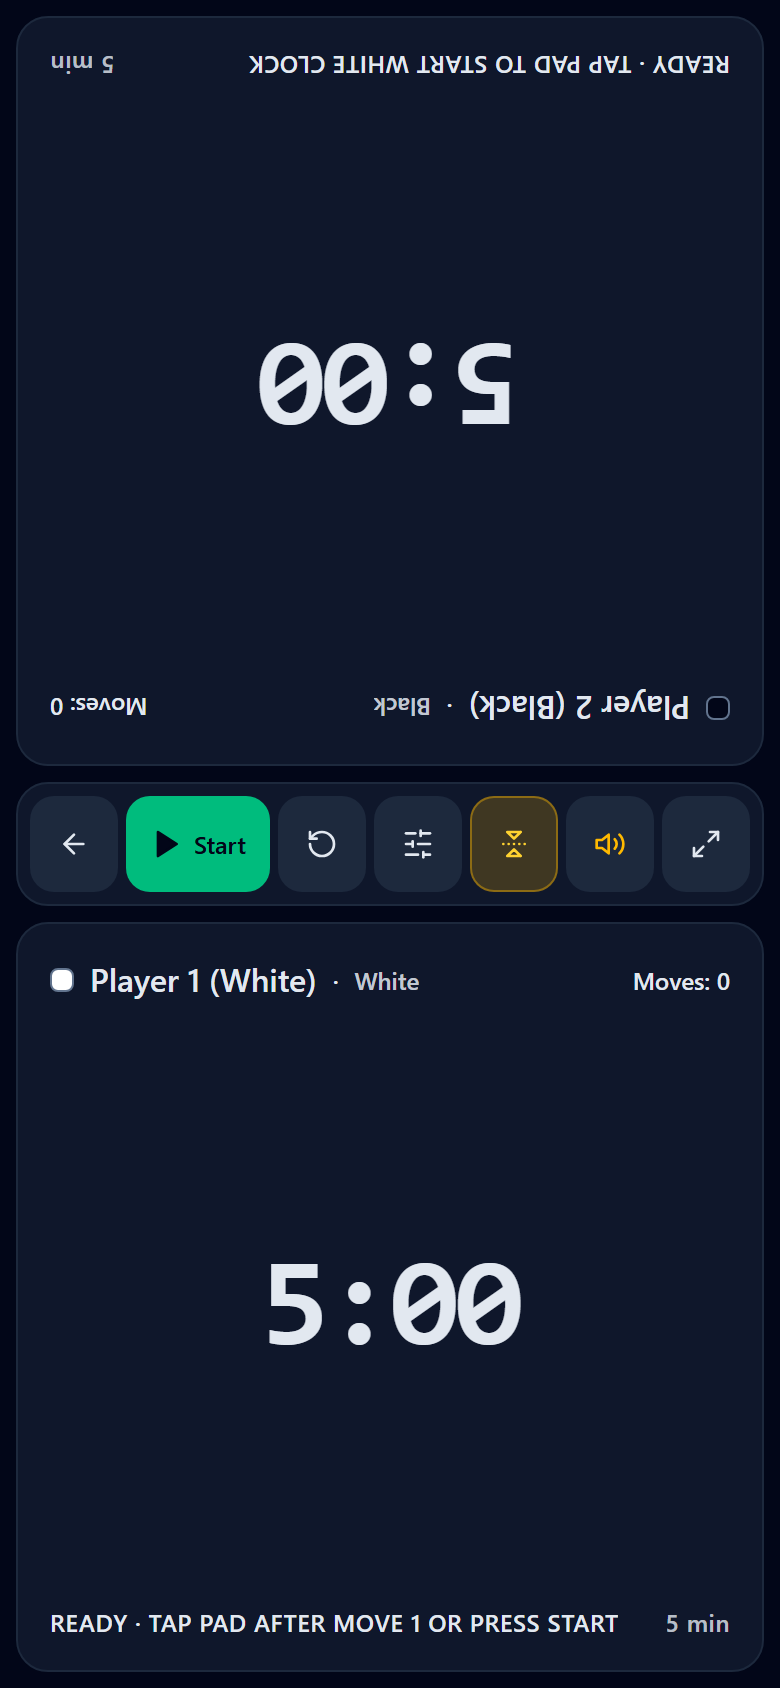 READY · TAP PAD TO START WHITE CLOCK
5 min
5:00
Player 2 (Black) · Black
Moves: 0
Start
Player 1 (White) · White
Moves: 0
5:00
READY · TAP PAD AFTER MOVE 1 OR PRESS START
5 min